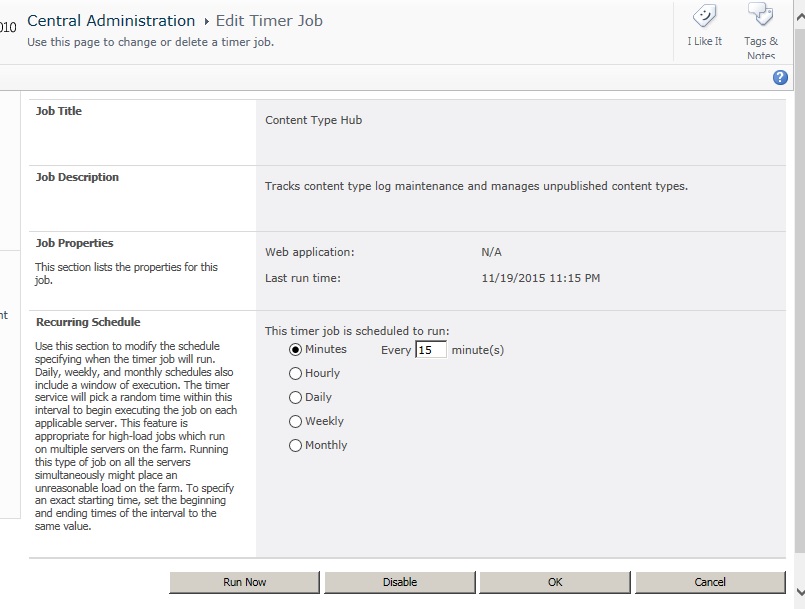 010
Central Administration ▸ Edit Timer Job
Use this page to change or delete a timer job.
I Like It
Tags &
Notes
?
Job Title
Content Type Hub
Job Description
Tracks content type log maintenance and manages unpublished content types.
Job Properties
This section lists the properties for this
job.
Web application: N/A
Last run time: 11/19/2015 11:15 PM
nt
Recurring Schedule
Use this section to modify the schedule
specifying when the timer job will run.
Daily, weekly, and monthly schedules also
include a window of execution. The timer
service will pick a random time within this
interval to begin executing the job on each
applicable server. This feature is
appropriate for high-load jobs which run
on multiple servers on the farm. Running
this type of job on all the servers
simultaneously might place an
unreasonable load on the farm. To specify
an exact starting time, set the beginning
and ending times of the interval to the
same value.
This timer job is scheduled to run:
Minutes Every 15 minute(s)
Hourly
Daily
Weekly
Monthly
Run Now
Disable
OK
Cancel